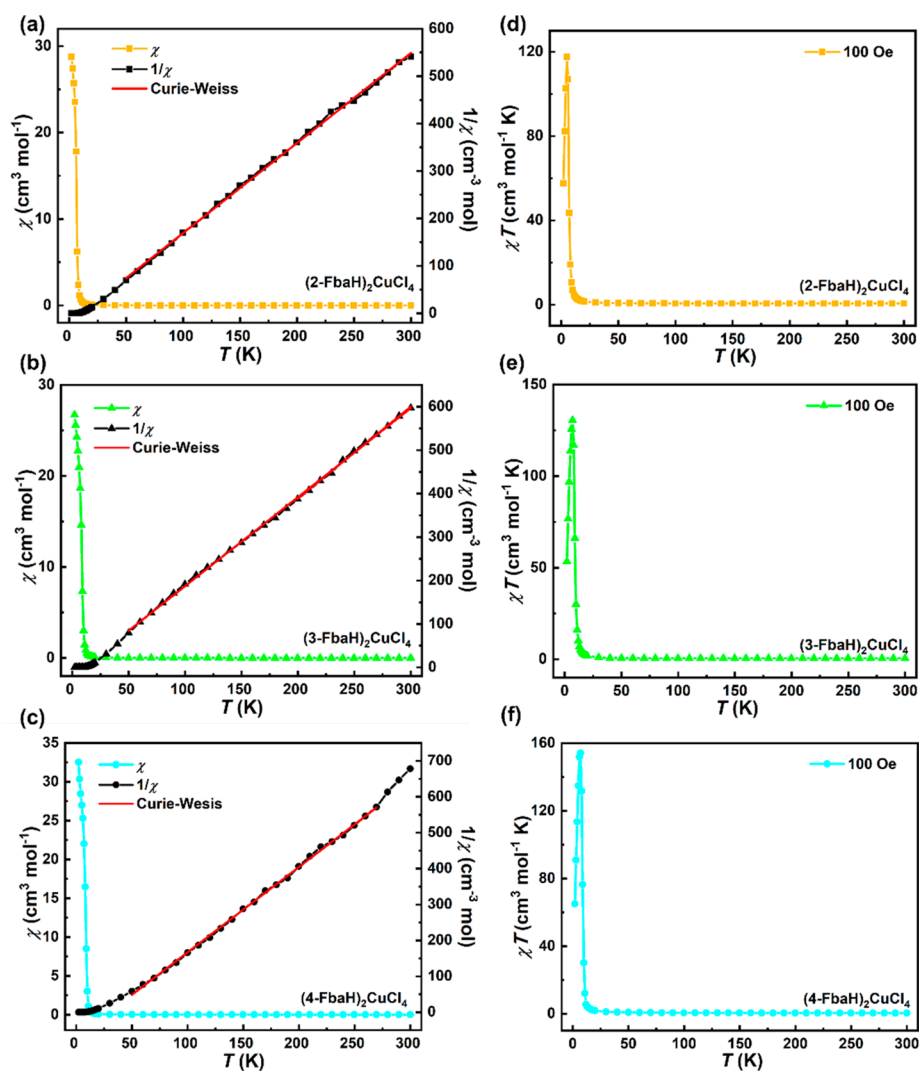 (a)
χ
1/χ
Curie-Weiss
(2-FbaH)₂CuCl₄
χ (cm³ mol⁻¹)
0
10
20
30
1/χ (cm⁻³ mol)
0
100
200
300
400
500
600
0 50 100 150 200 250 300
T (K)
(d)
100 Oe
(2-FbaH)₂CuCl₄
χT (cm³ mol⁻¹ K)
0
40
80
120
0 50 100 150 200 250 300
T (K)
(b)
χ
1/χ
Curie-Weiss
(3-FbaH)₂CuCl₄
χ (cm³ mol⁻¹)
0
10
20
30
1/χ (cm⁻³ mol)
0
100
200
300
400
500
600
0 50 100 150 200 250 300
T (K)
(e)
100 Oe
(3-FbaH)₂CuCl₄
χT (cm³ mol⁻¹ K)
0
25
50
75
100
125
150
0 50 100 150 200 250 300
T (K)
(c)
χ
1/χ
Curie-Wesis
(4-FbaH)₂CuCl₄
χ (cm³ mol⁻¹)
0
5
10
15
20
25
30
35
1/χ (cm⁻³ mol)
0
100
200
300
400
500
600
700
0 50 100 150 200 250 300
T (K)
(f)
100 Oe
(4-FbaH)₂CuCl₄
χT (cm³ mol⁻¹ K)
0
40
80
120
160
0 50 100 150 200 250 300
T (K)